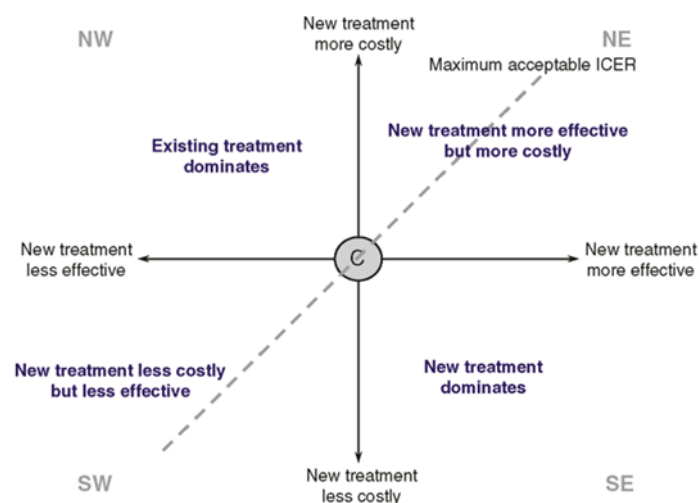 NW
New treatment
more costly
NE
Maximum acceptable ICER
Existing treatment
dominates
New treatment more effective
but more costly
New treatment
less effective
C
New treatment
more effective
New treatment less costly
but less effective
New treatment
dominates
SW
New treatment
less costly
SE